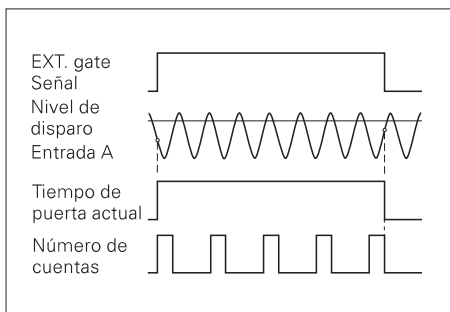 EXT. gate
Señal
Nivel de
disparo
Entrada A
Tiempo de
puerta actual
Número de
cuentas